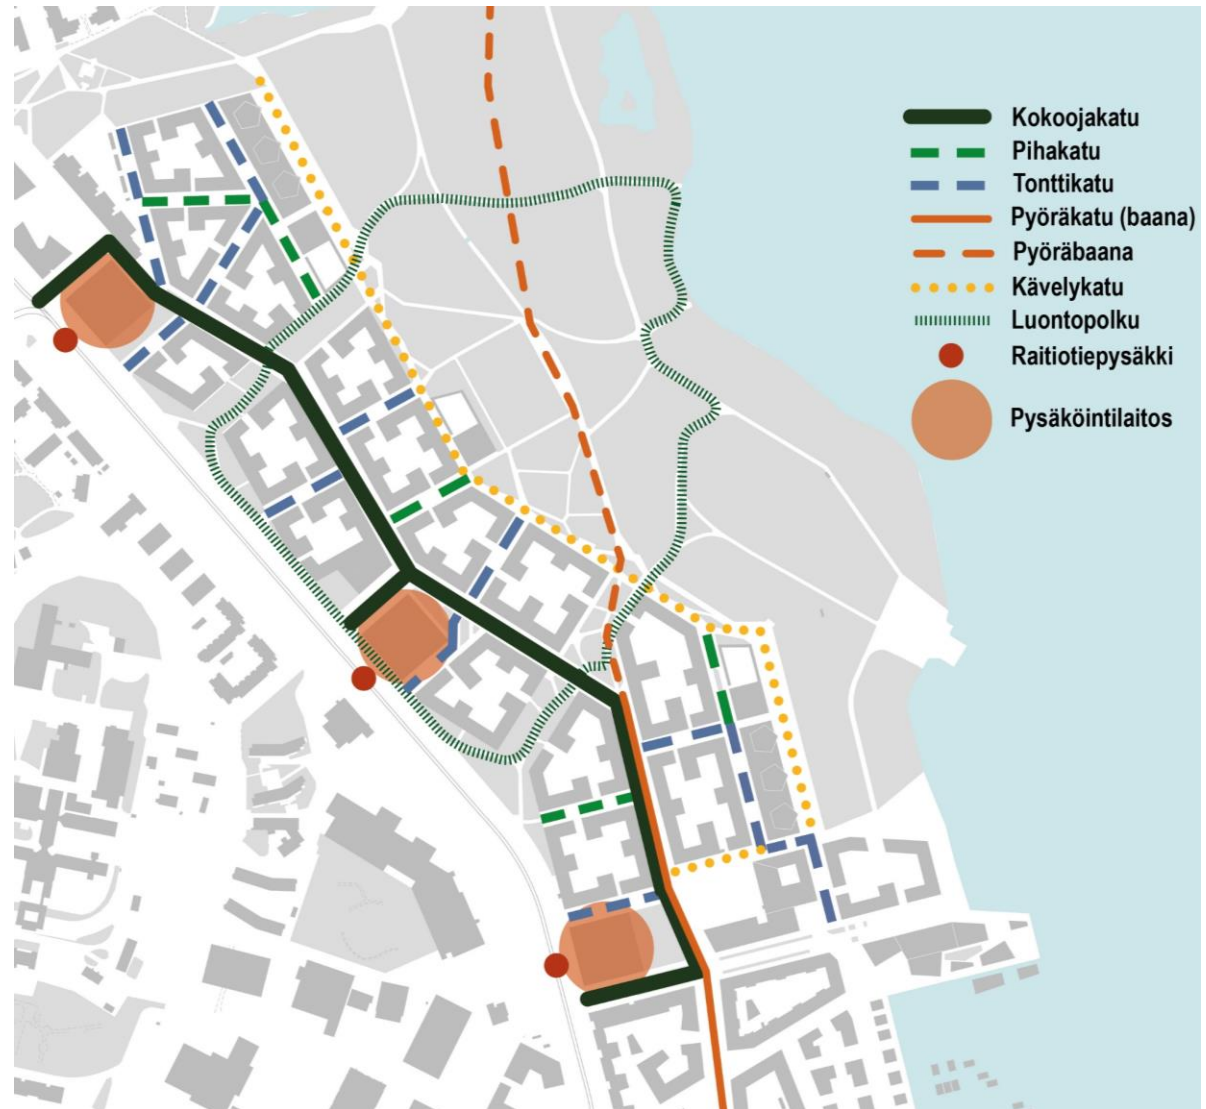 Kokoojakatu
Pihakatu
Tonttikatu
Pyöräkatu (baana)
Pyöräbaana
Kävelykatu
Luontopolku
Raitiotiepysäkki
Pysäköintilaitos